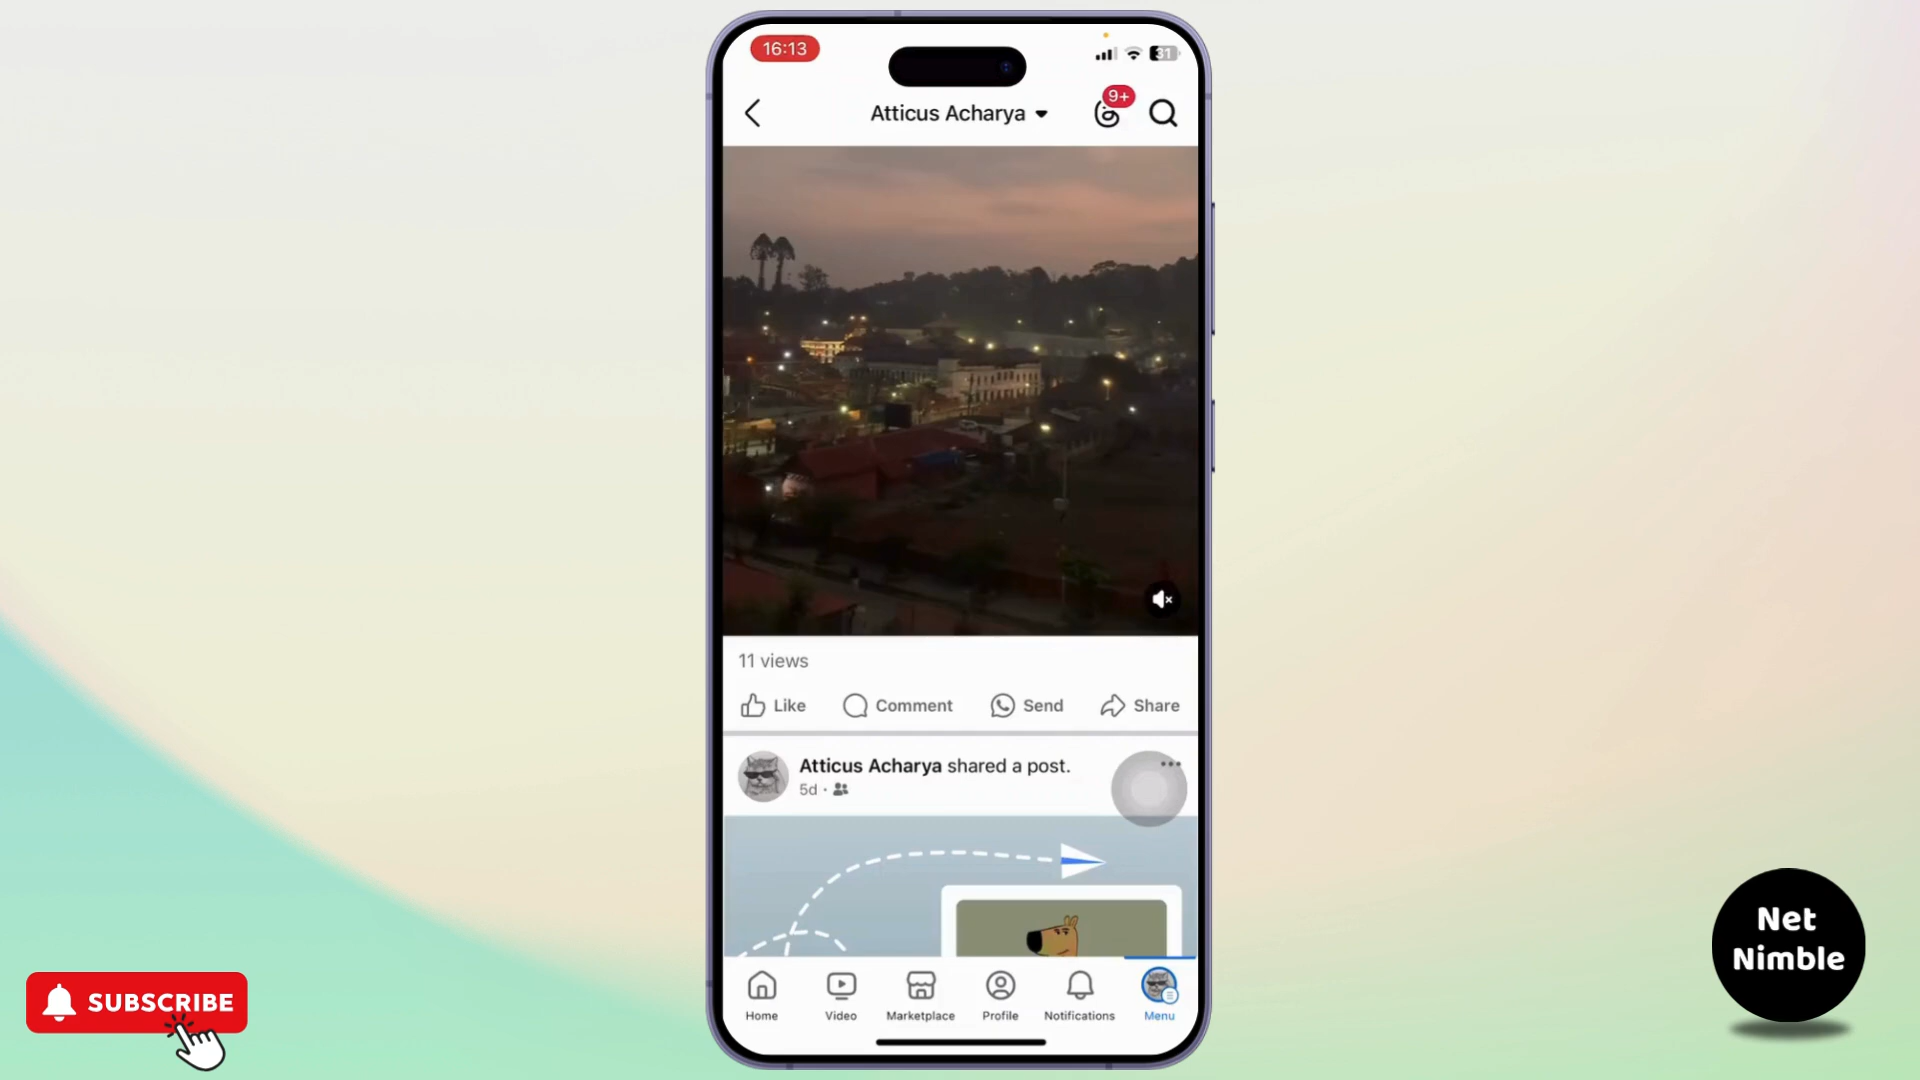 16:13
31
Atticus Acharya
9+
11 views
Like
Comment
Send
Share
Atticus Acharya shared a post.
5d
Home
Video
Marketplace
Profile
Notifications
Menu
SUBSCRIBE
Net
Nimble